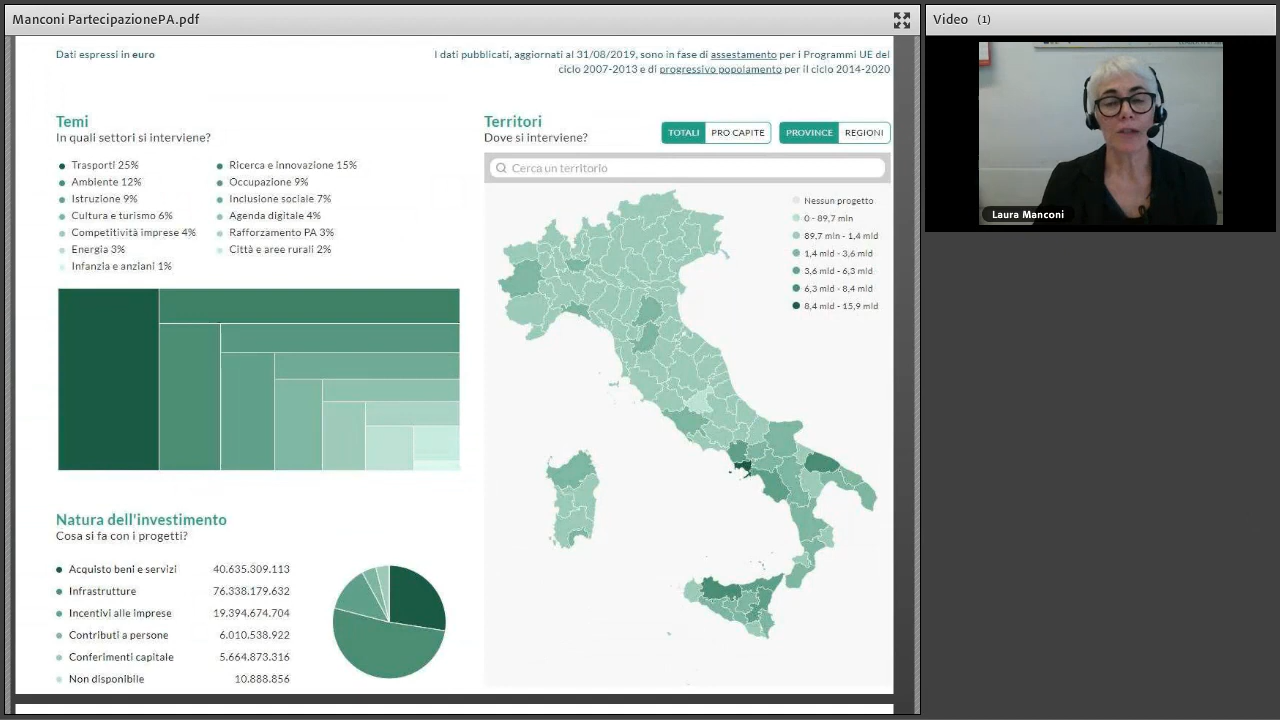 Manconi PartecipazionePA.pdf
Video (1)
Dati espressi in euro
I dati pubblicati, aggiornati al 31/08/2019, sono in fase di assestamento per i Programmi UE del
ciclo 2007-2013 e di progressivo popolamento per il ciclo 2014-2020
Temi
In quali settori si interviene?
Trasporti 25%
Ricerca e innovazione 15%
Ambiente 12%
Occupazione 9%
Istruzione 9%
Inclusione sociale 7%
Cultura e turismo 6%
Agenda digitale 4%
Competitività imprese 4%
Rafforzamento PA 3%
Energia 3%
Città e aree rurali 2%
Infanzia e anziani 1%
Territori
Dove si interviene?
TOTALI PRO CAPITE PROVINCE REGIONI
Cerca un territorio
Nessun progetto
0 - 89,7 mln
89,7 mln - 1,4 mld
1,4 mld - 3,6 mld
3,6 mld - 6,3 mld
6,3 mld - 8,4 mld
8,4 mld - 15,9 mld
Natura dell'investimento
Cosa si fa con i progetti?
Acquisto beni e servizi 40.635.309.113
Infrastrutture 76.338.179.632
Incentivi alle imprese 19.394.674.704
Contributi a persone 6.010.538.922
Conferimenti capitale 5.664.873.316
Non disponibile 10.888.856
Laura Manconi